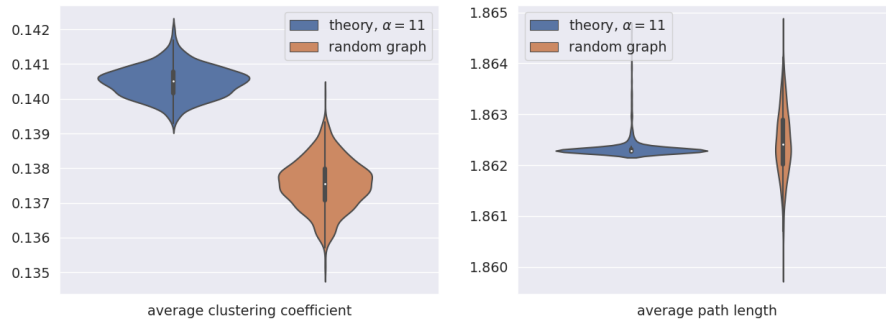 0.142
0.141
0.140
0.139
0.138
0.137
0.136
0.135
theory, α = 11
random graph
average clustering coefficient
1.865
1.864
1.863
1.862
1.861
1.860
theory, α = 11
random graph
average path length